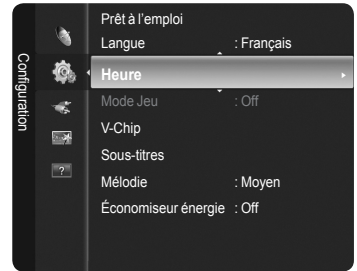 Configuration
Prêt à l'emploi
Langue : Français
Heure
Mode Jeu : Off
V-Chip
Sous-titres
Mélodie : Moyen
Économiseur énergie : Off
?